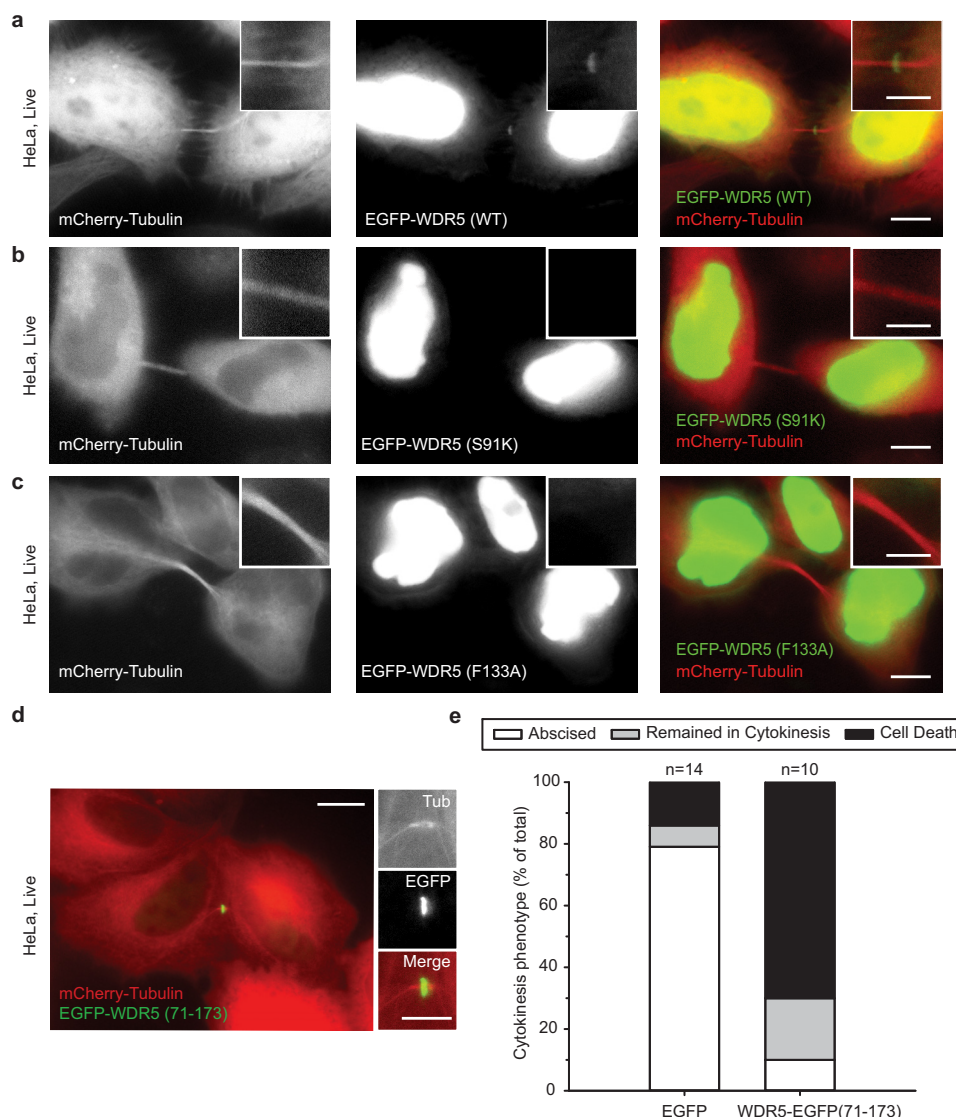 a
HeLa, Live
mCherry-Tubulin
EGFP-WDR5 (WT)
EGFP-WDR5 (WT)
mCherry-Tubulin
b
HeLa, Live
mCherry-Tubulin
EGFP-WDR5 (S91K)
EGFP-WDR5 (S91K)
mCherry-Tubulin
c
HeLa, Live
mCherry-Tubulin
EGFP-WDR5 (F133A)
EGFP-WDR5 (F133A)
mCherry-Tubulin
d
HeLa, Live
mCherry-Tubulin
EGFP-WDR5 (71-173)
Tub
EGFP
Merge
e
Abscised
Remained in Cytokinesis
Cell Death
n=14
n=10
Cytokinesis phenotype (% of total)
100
80
60
40
20
0
EGFP
WDR5-EGFP(71-173)